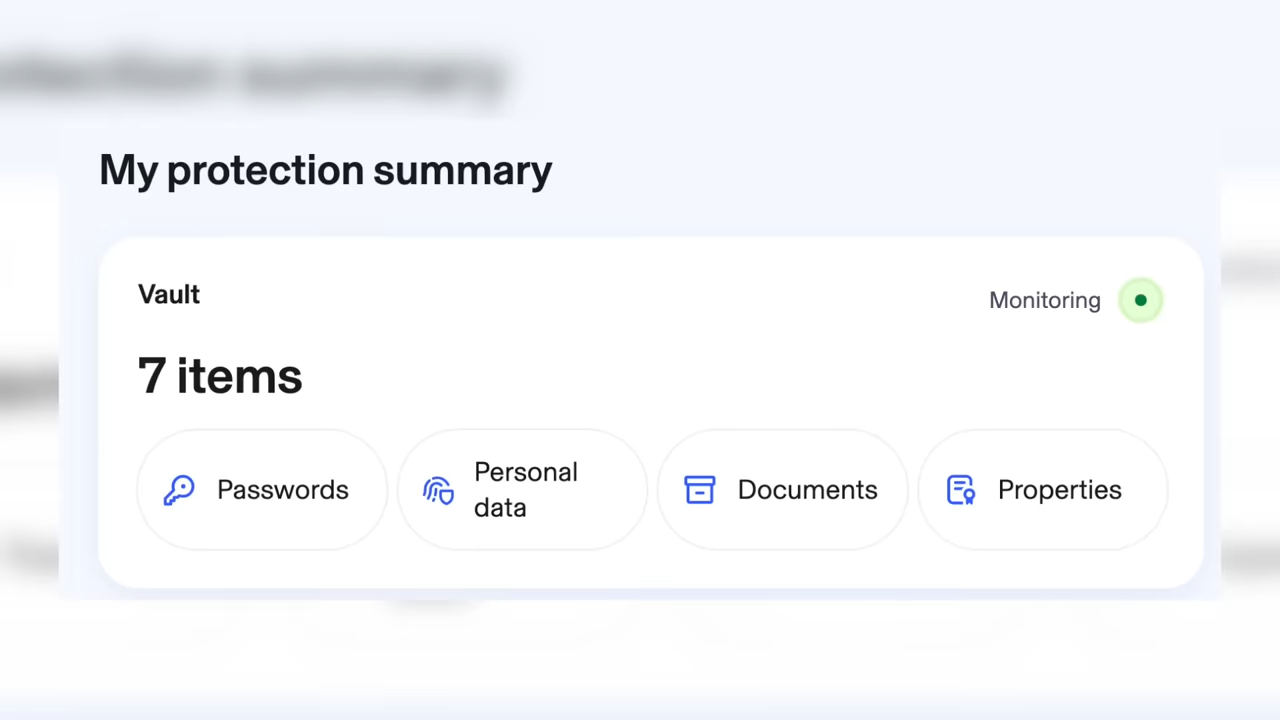 My protection summary
Vault
Monitoring
7 items
Passwords
Personal
data
Documents
Properties